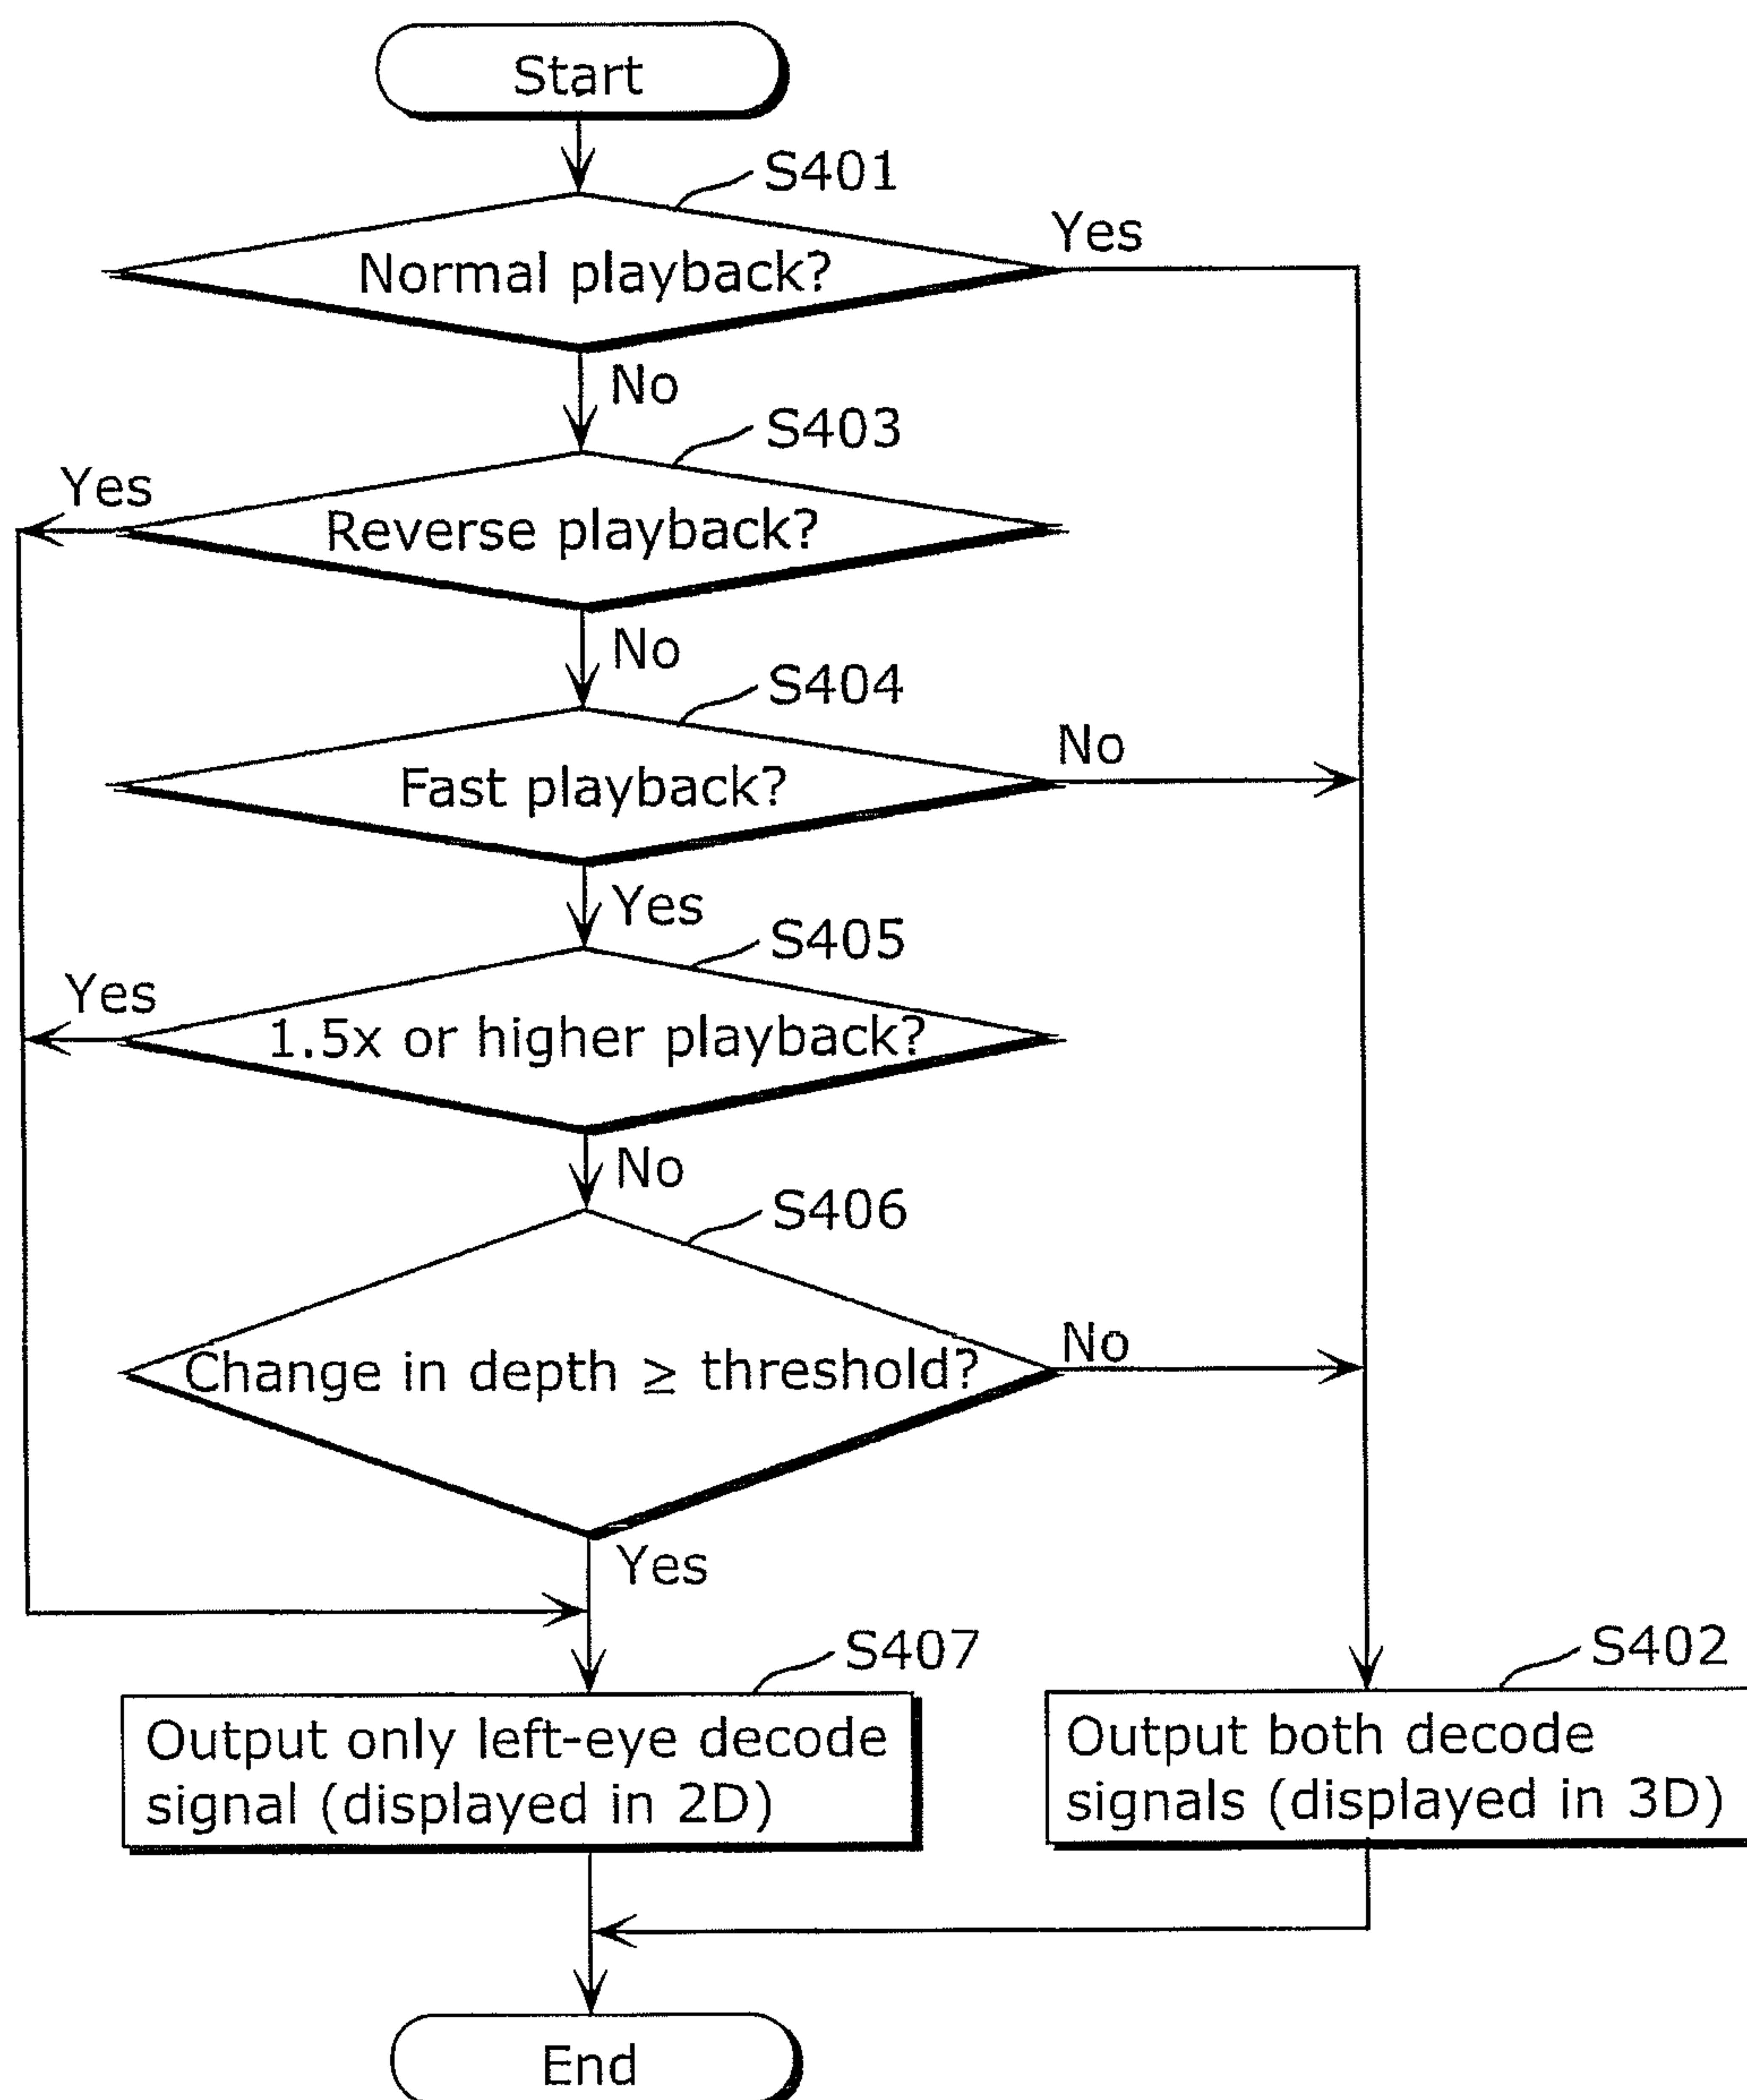 Start
S401
Normal playback?
Yes
No
S403
Yes
Reverse playback?
No
S404
Fast playback?
No
Yes
S405
Yes
1.5x or higher playback?
No
S406
Change in depth ≥ threshold?
No
Yes
S407
S402
Output only left-eye decode
signal (displayed in 2D)
Output both decode
signals (displayed in 3D)
End